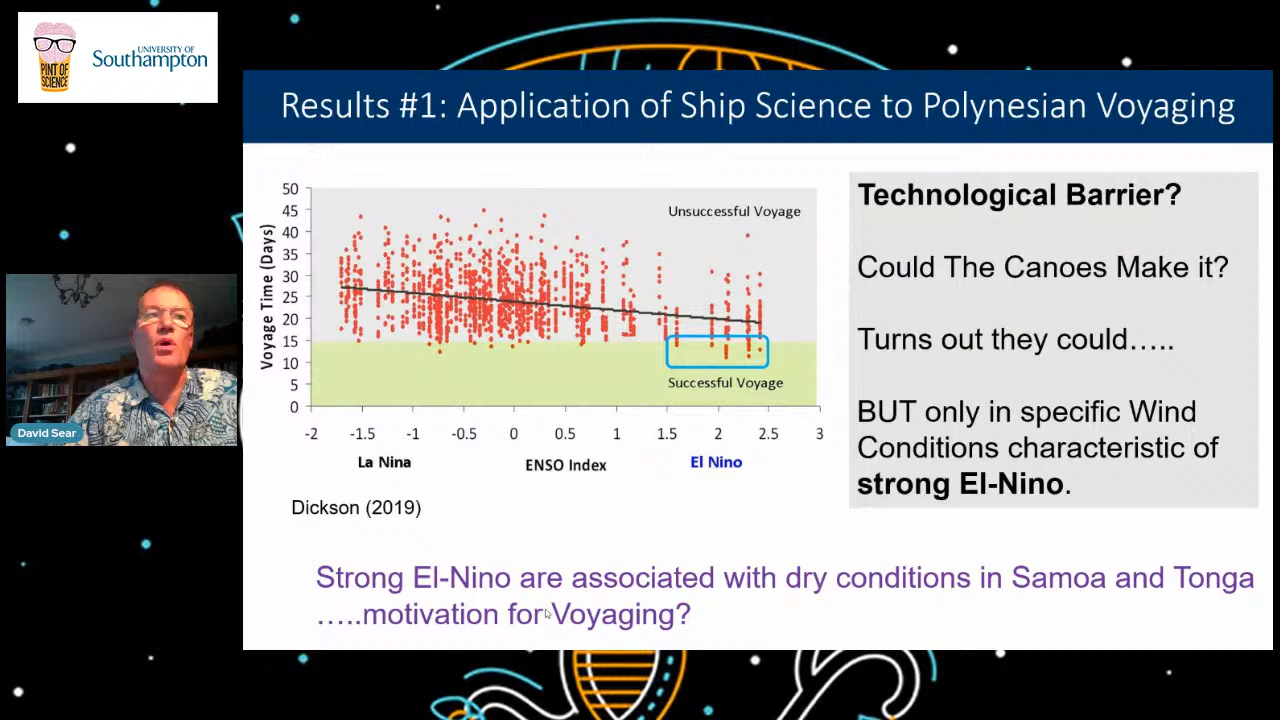 PINT OF
SCIENCE
UNIVERSITY OF
Southampton
Results #1: Application of Ship Science to Polynesian Voyaging
50
45
40
35
30
25
20
15
10
5
0
Voyage Time (Days)
Unsuccessful Voyage
Successful Voyage
-2 -1.5 -1 -0.5 0 0.5 1 1.5 2 2.5 3
La Nina ENSO Index El Nino
Dickson (2019)
Technological Barrier?
Could The Canoes Make it?
Turns out they could…..
BUT only in specific Wind
Conditions characteristic of
strong El-Nino.
Strong El-Nino are associated with dry conditions in Samoa and Tonga
…..motivation for Voyaging?
David Sear